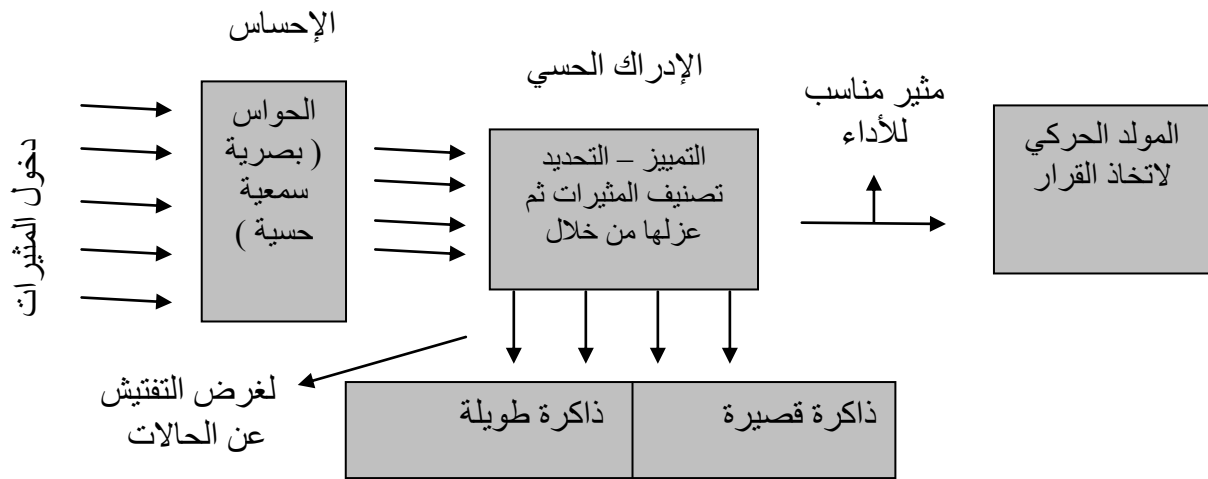 الإحساس
الإدراك الحسي
دخول المثيرات
الحواس
( بصرية
سمعية
حسية )
التمييز – التحديد
تصنيف المثيرات ثم
عزلها من خلال
مثير مناسب
للأداء
المولد الحركي
لاتخاذ القرار
لغرض التفتيش
عن الحالات
ذاكرة قصيرة
ذاكرة طويلة